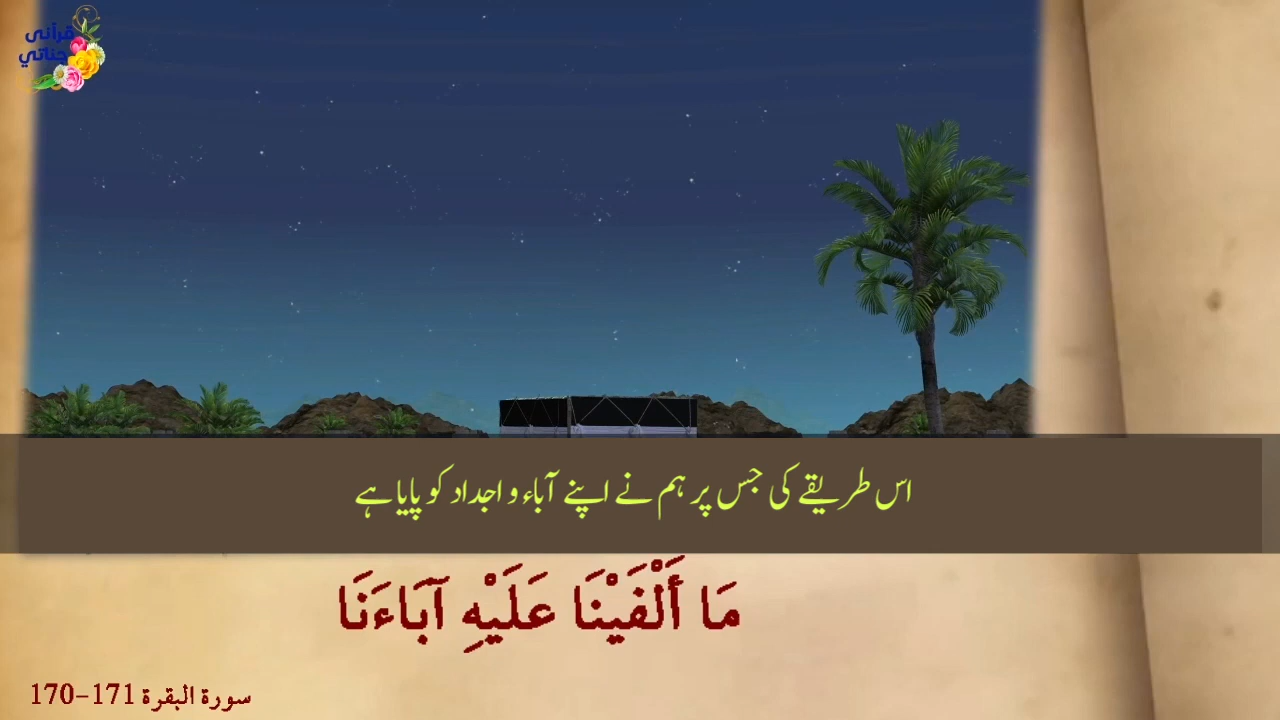 قرآنی
جناتي
اس طریقے کی جس پر ہم نے اپنے آباء و اجداد کو پایا ہے
مَا أَلْفَيْنَا عَلَيْهِ آبَاءَنَا
سورة البقرة 171-170